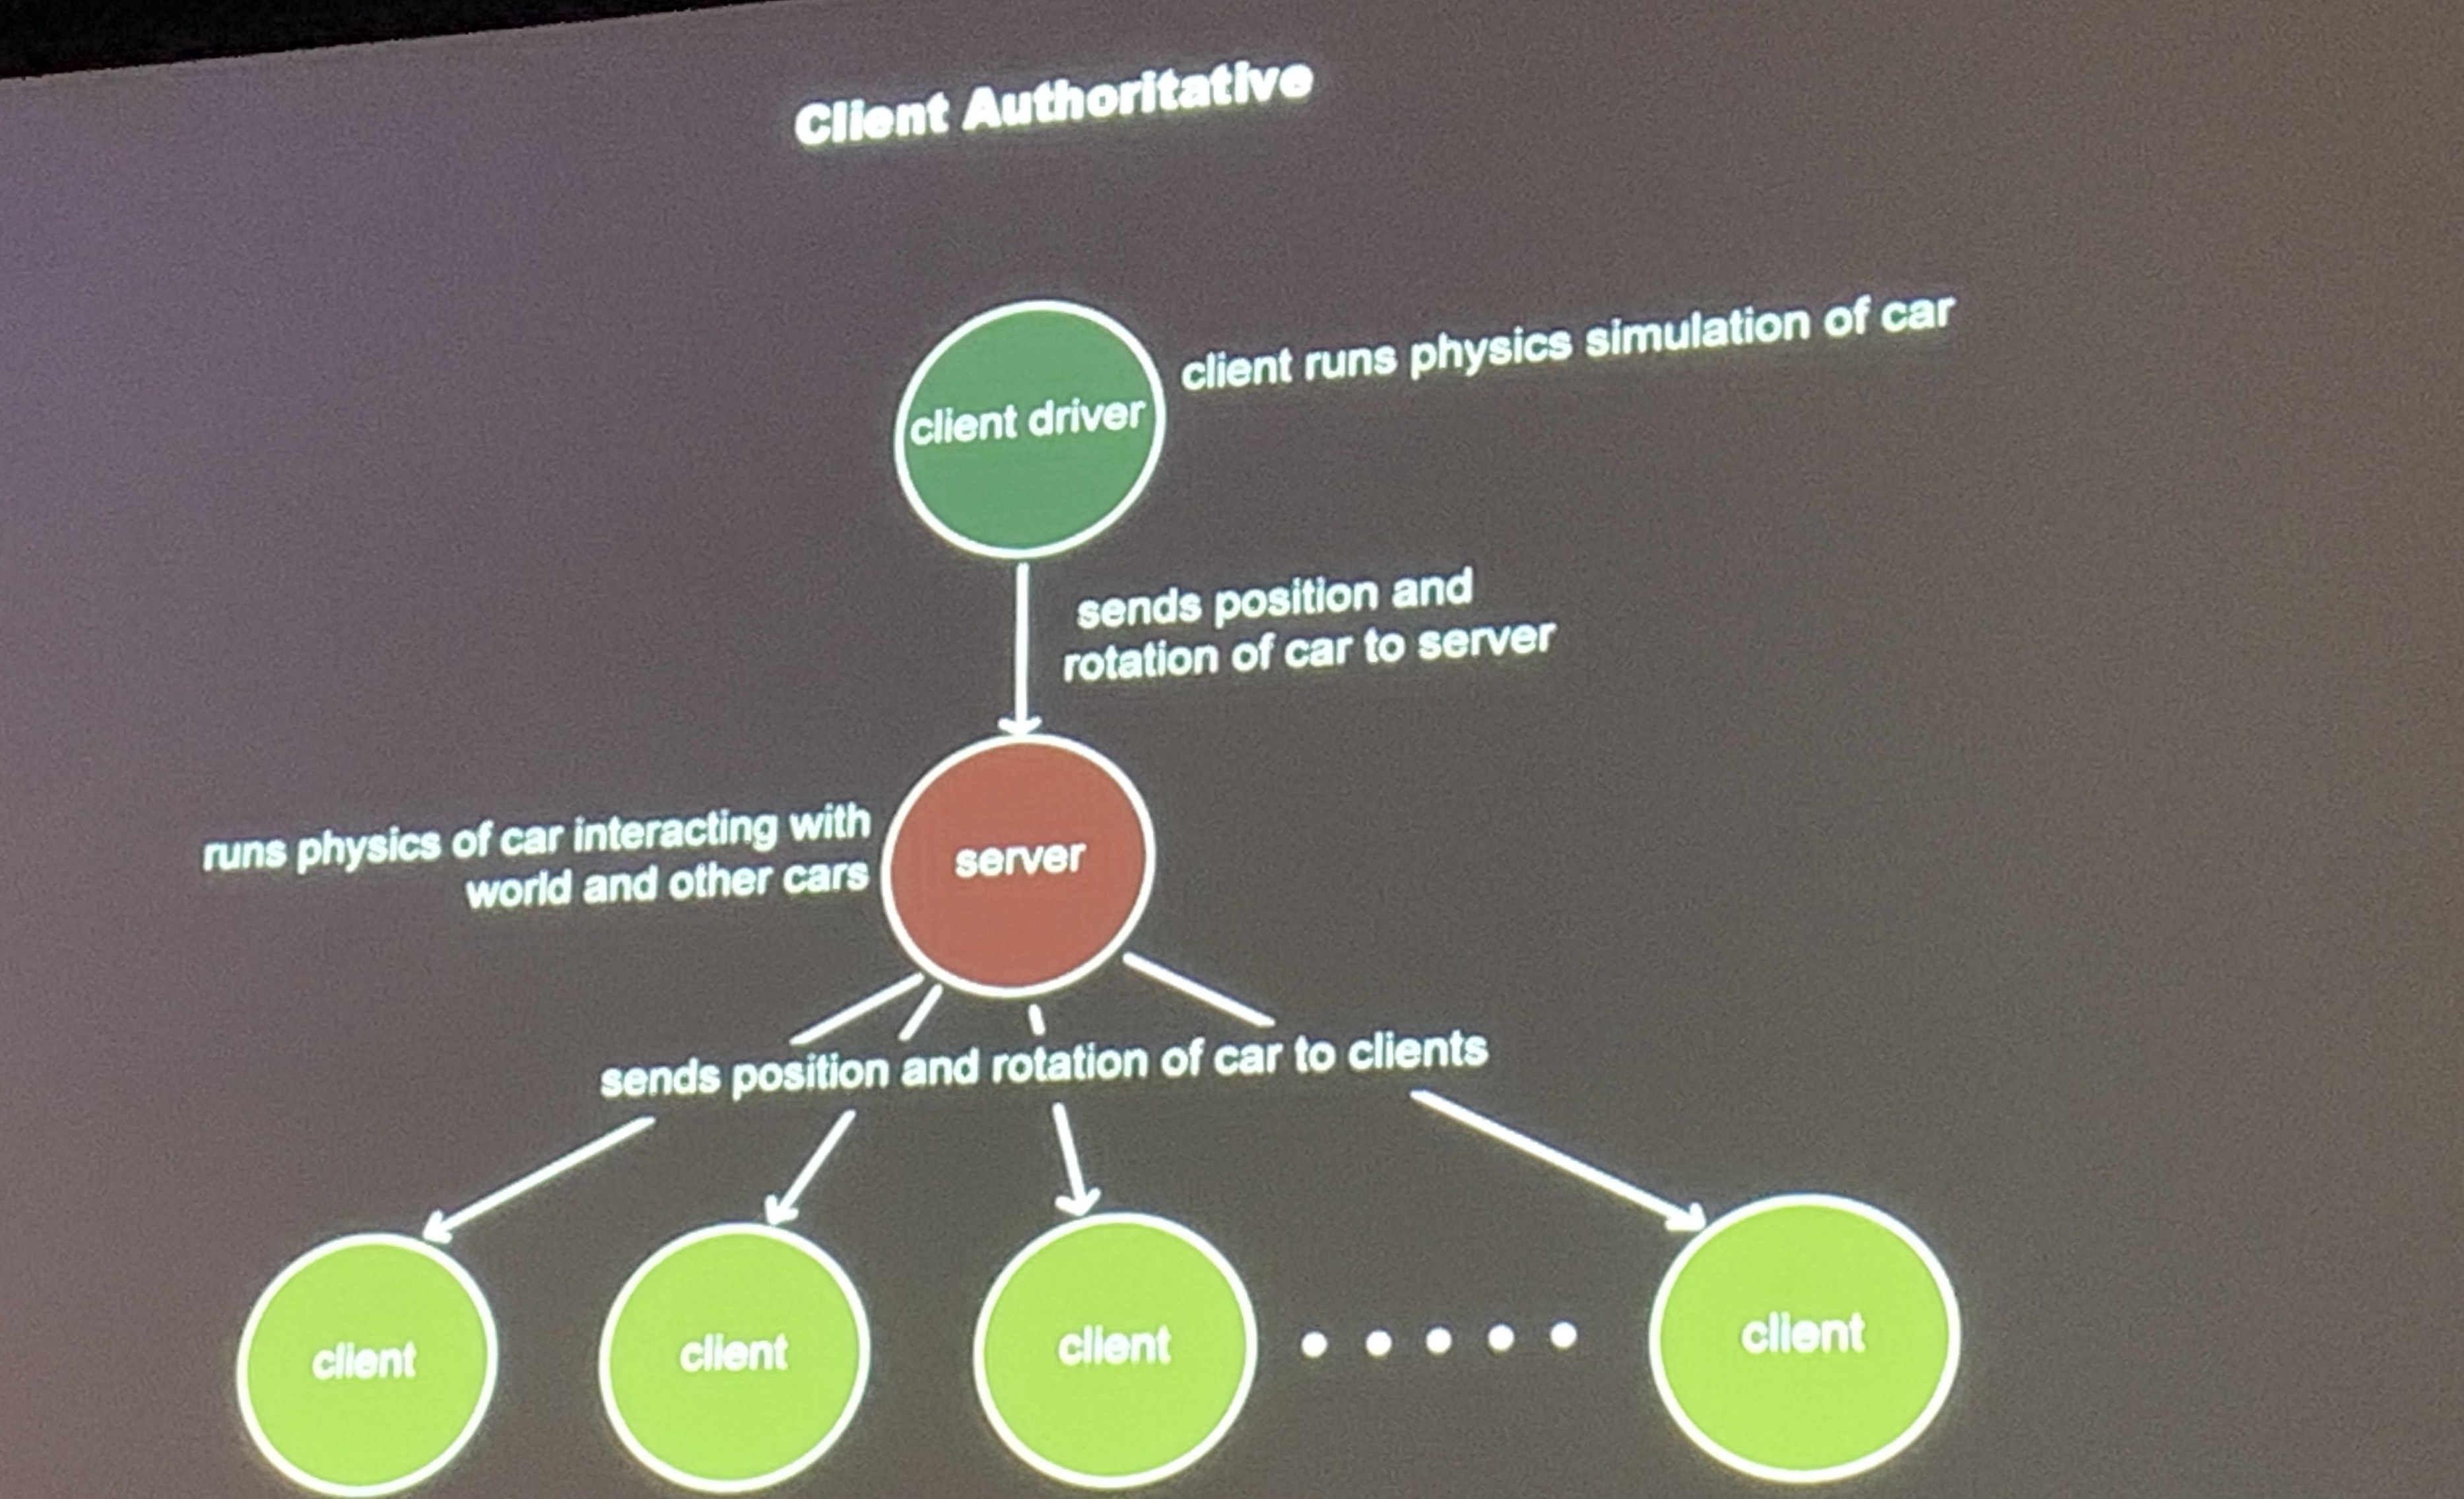 Client Authoritative
client driver
client runs physics simulation of car
sends position and
rotation of car to server
runs physics of car interacting with
world and other cars
server
sends position and rotation of car to clients
client
client
client
client